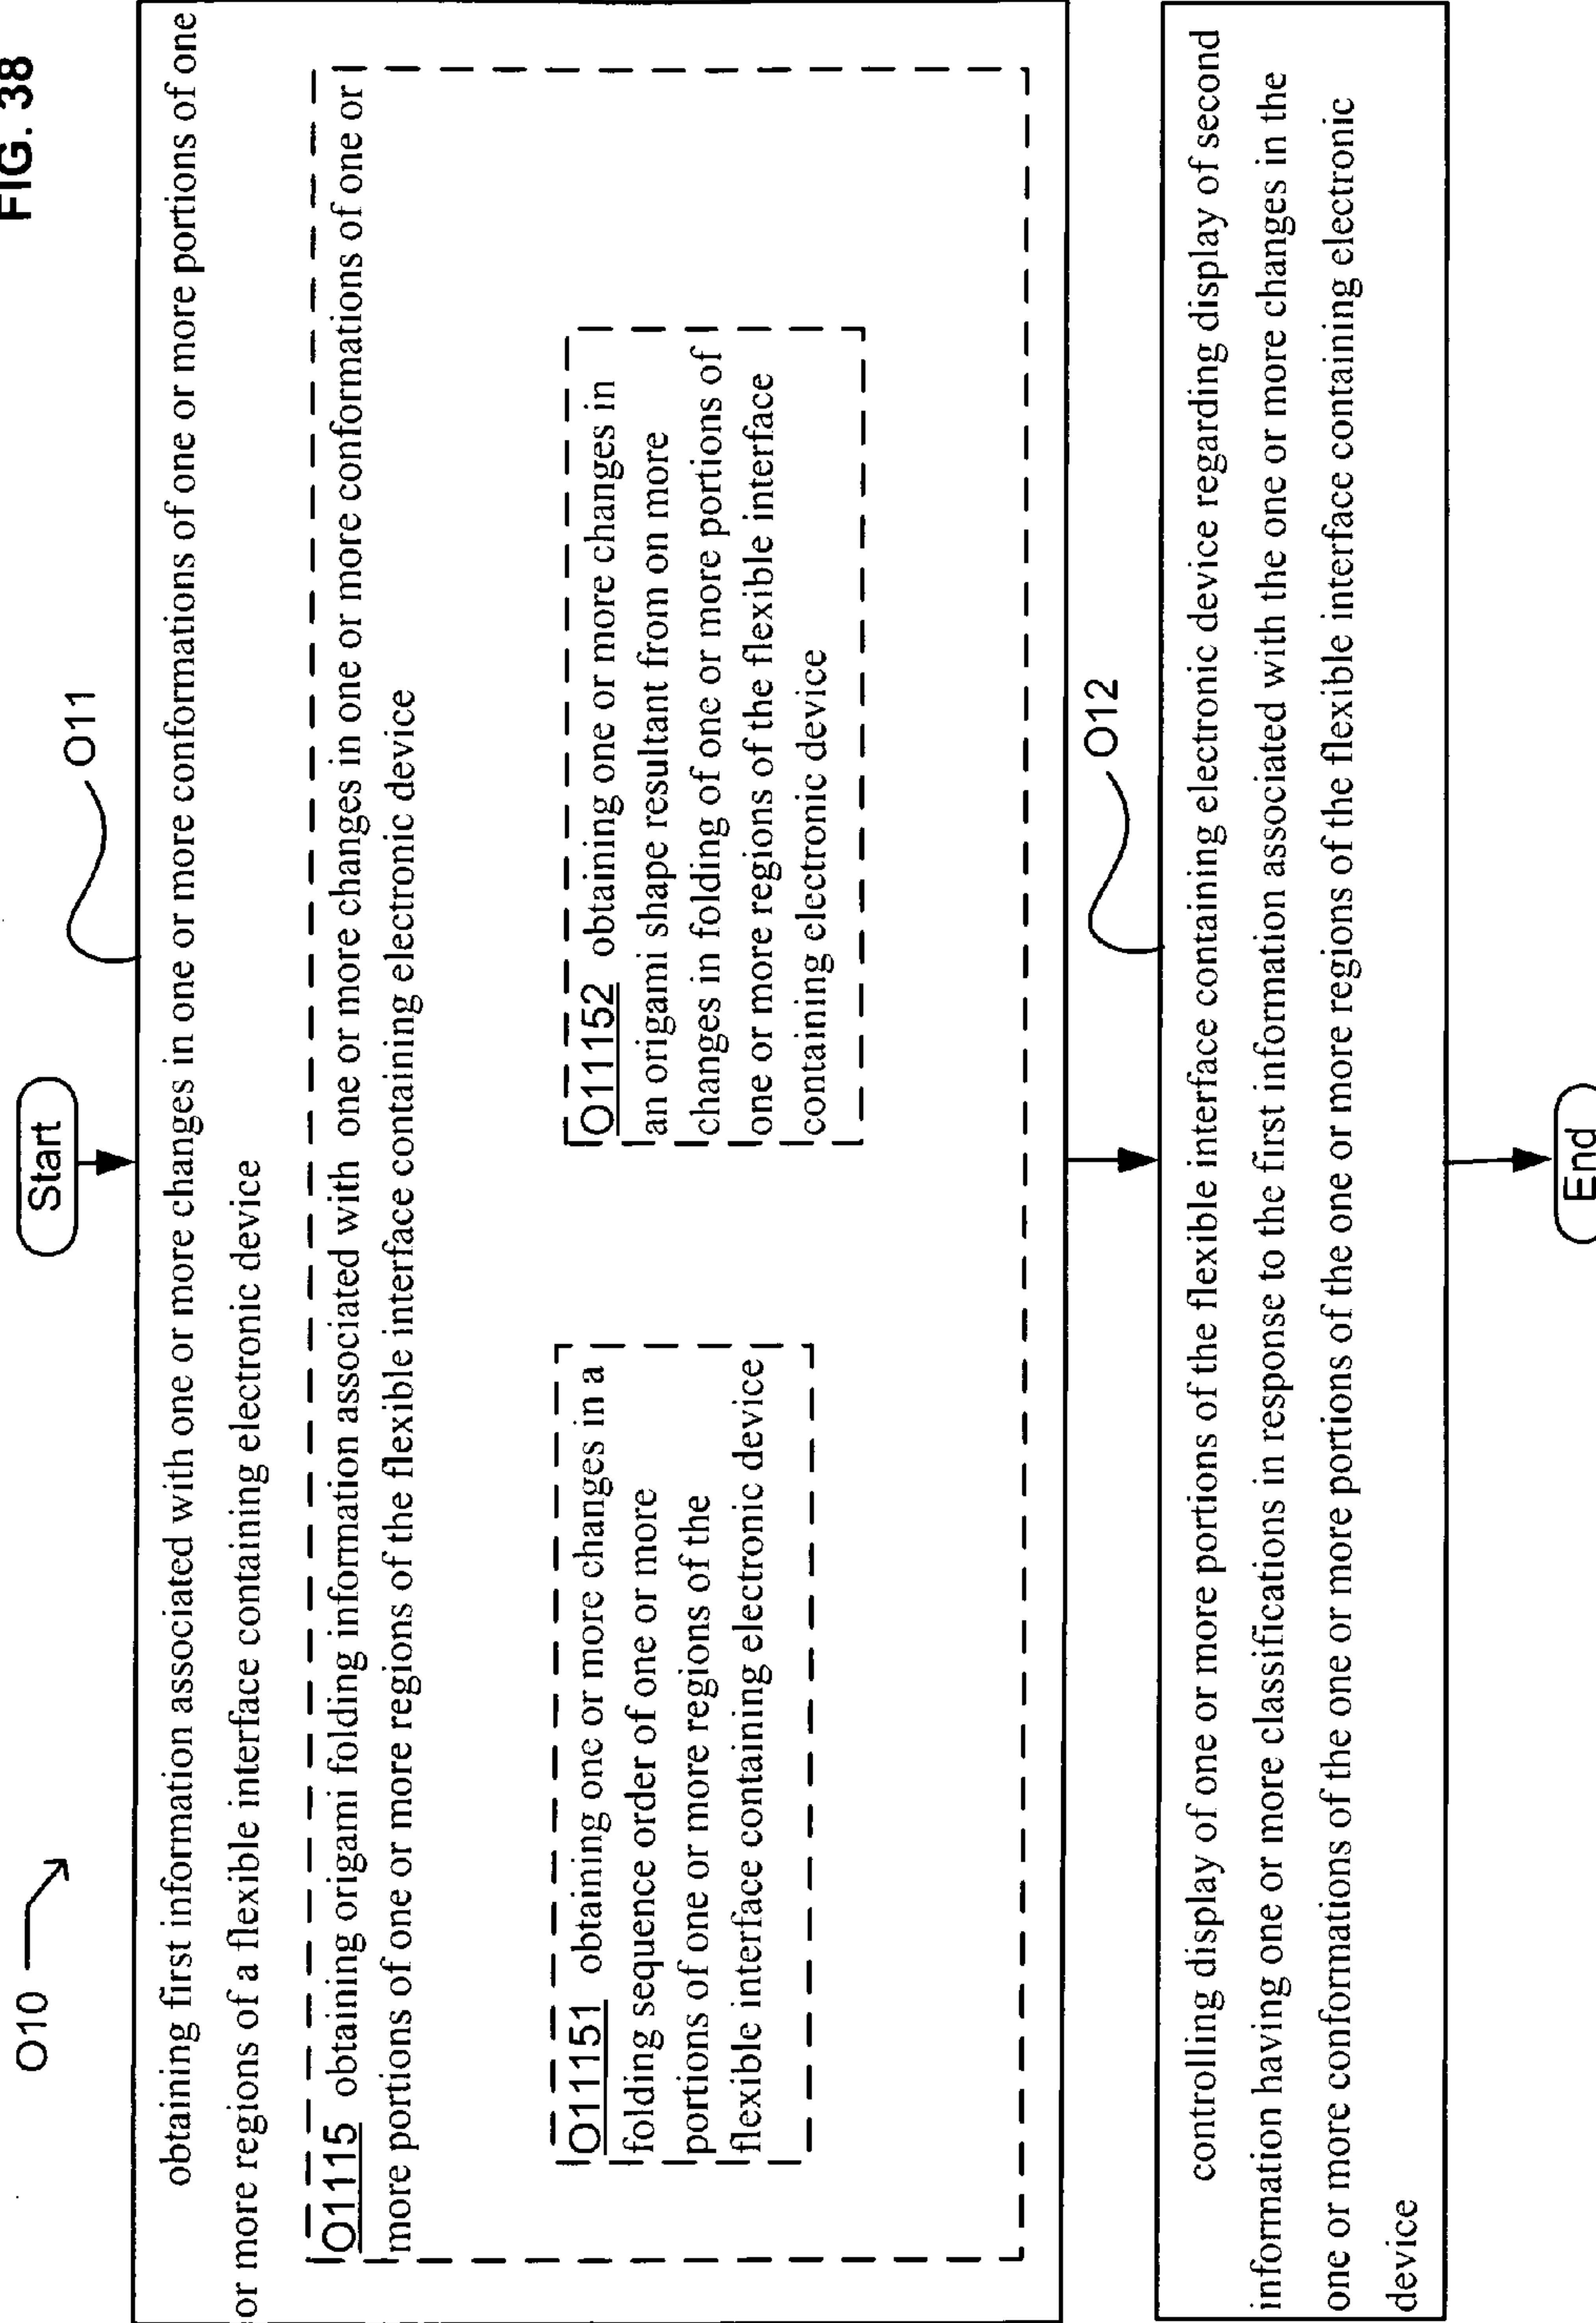 FIG. 38
O10
Start
O11
obtaining first information associated with one or more changes in one or more conformations of one or more portions of one
or more regions of a flexible interface containing electronic device
O1115 obtaining origami folding information associated with one or more changes in one or more conformations of one or
more portions of one or more regions of the flexible interface containing electronic device
O11151 obtaining one or more changes in a
folding sequence order of one or more
portions of one or more regions of the
flexible interface containing electronic device
O11152 obtaining one or more changes in
an origami shape resultant from on more
changes in folding of one or more portions of
one or more regions of the flexible interface
containing electronic device
O12
controlling display of one or more portions of the flexible interface containing electronic device regarding display of second
information having one or more classifications in response to the first information associated with the one or more changes in the
one or more conformations of the one or more portions of the one or more regions of the flexible interface containing electronic
device
End